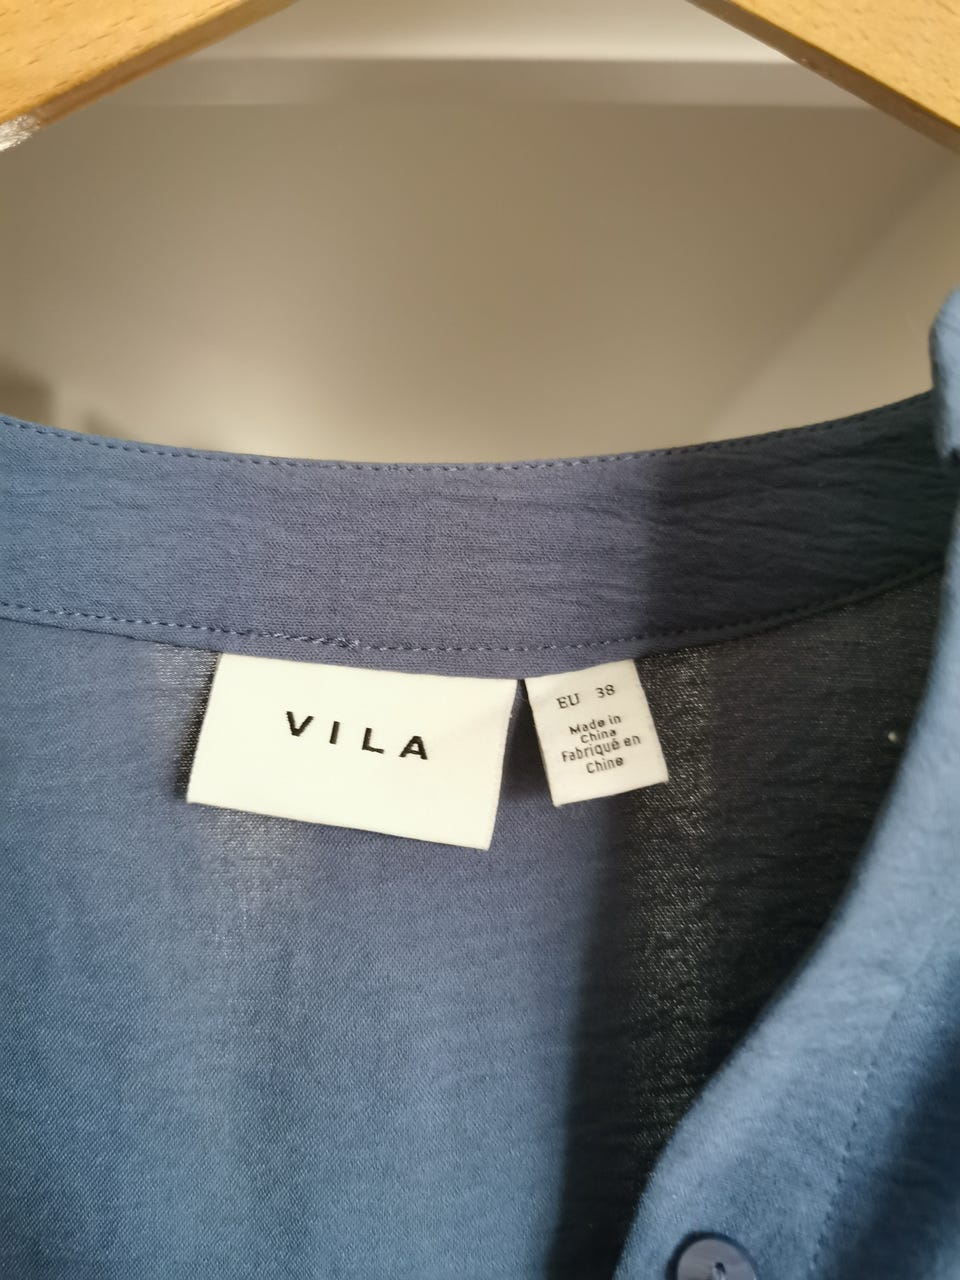 VILA
EU 38
Made in
China
Fabriqué en
Chine